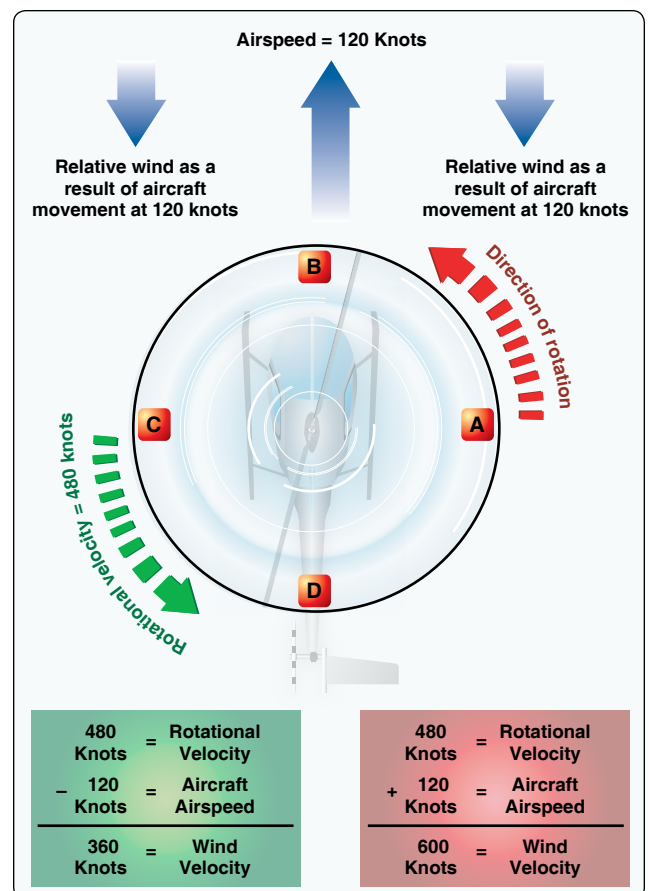 Airspeed = 120 Knots
Relative wind as a
result of aircraft
movement at 120 knots
Relative wind as a
result of aircraft
movement at 120 knots
B
Direction of rotation
C
A
Rotational velocity = 480 knots
D
480
Knots = Rotational
Velocity
– 120
Knots = Aircraft
Airspeed
360
Knots = Wind
Velocity
480
Knots = Rotational
Velocity
+ 120
Knots = Aircraft
Airspeed
600
Knots = Wind
Velocity